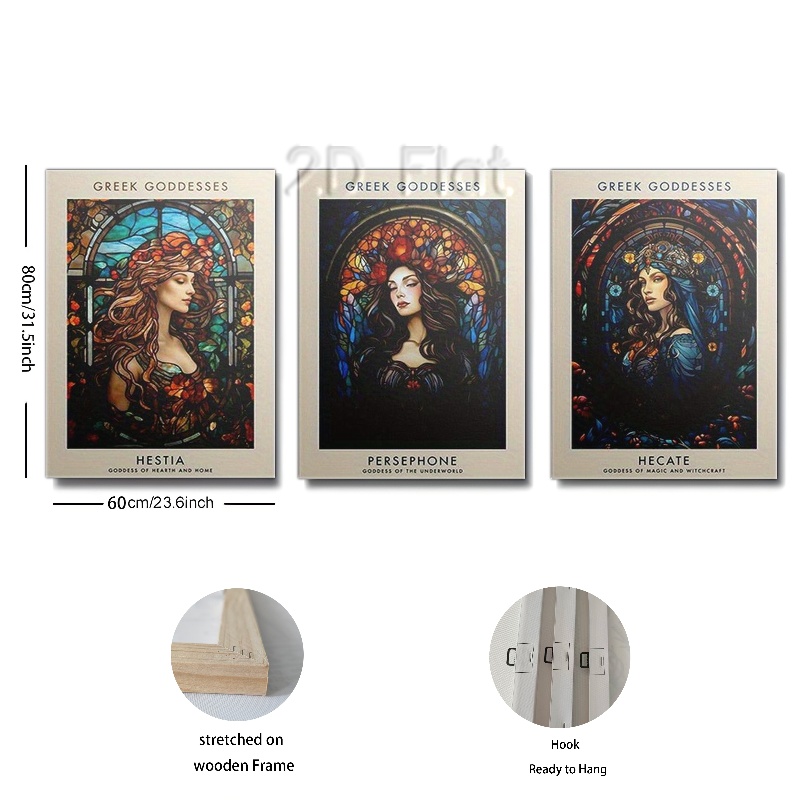 2D Flat
GREEK GODDESSES
GREEK GODDESSES
GREEK GODDESSES
80cm/31.5inch
HESTIA
GODDESS OF HEARTH AND HOME
PERSEPHONE
GODDESS OF THE UNDERWORLD
HECATE
GODDESS OF MAGIC AND WITCHCRAFT
60cm/23.6inch
stretched on
wooden Frame
Hook
Ready to Hang